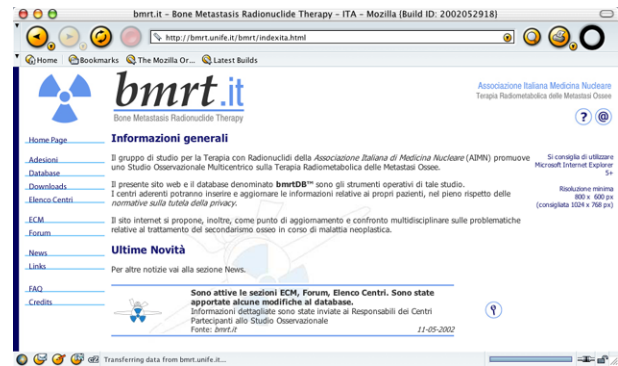 bmrt.it - Bone Metastasis Radionuclide Therapy - ITA - Mozilla {Build ID: 2002052918}
http://bmrt.unife.it/bmrt/indexita.html
Home Bookmarks The Mozilla Or... Latest Builds
bmrt.it
Bone Metastasis Radionuclide Therapy
Associazione Italiana Medicina Nucleare
Terapia Radiometabolica delle Metastasi Ossee
? @
Home Page
Adesioni
Database
Downloads
Elenco Centri
ECM
Forum
News
Links
FAQ
Credits
Informazioni generali
Il gruppo di studio per la Terapia con Radionuclidi della Associazione Italiana di Medicina Nucleare (AIMN) promuove
uno Studio Osservazionale Multicentrico sulla Terapia Radiometabolica delle Metastasi Ossee.
Il presente sito web e il database denominato bmrtDB™ sono gli strumenti operativi di tale studio.
I centri aderenti potranno inserire e aggiornare le informazioni relative ai propri pazienti, nel pieno rispetto delle
normative sulla tutela della privacy.
Il sito internet si propone, inoltre, come punto di aggiornamento e confronto multidisciplinare sulle problematiche
relative al trattamento del secondarismo osseo in corso di malattia neoplastica.
Ultime Novità
Per altre notizie vai alla sezione News.
Sono attive le sezioni ECM, Forum, Elenco Centri. Sono state
apportate alcune modifiche al database.
Informazioni dettagliate sono state inviate ai Responsabili dei Centri
Partecipanti allo Studio Osservazionale
Fonte: bmrt.it 11-05-2002
Si consiglia di utilizzare
Microsoft Internet Explorer
5+
Risoluzione minima
800 x 600 px
(consigliata 1024 x 768 px)
Transferring data from bmrt.unife.it...